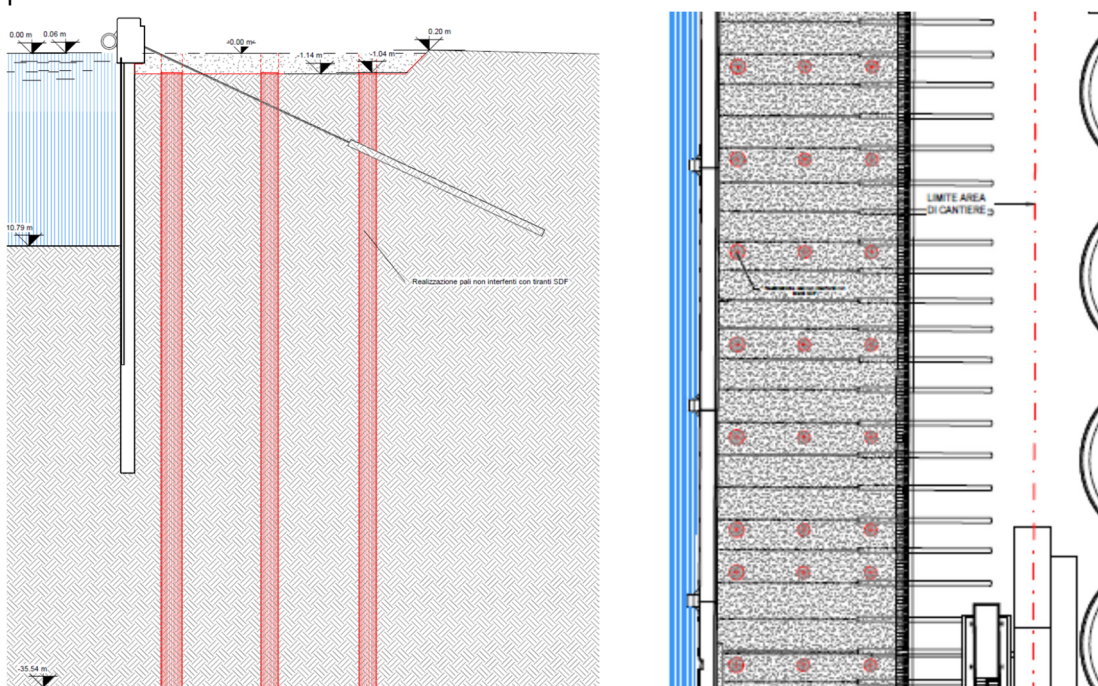 0.00 m
0.06 m
+0.00 m
-1.14 m
-1.04 m
0.20 m
10.79 m
Realizzazione pali non interfenti con tiranti SDF
-35.54 m
LIMITE AREA
DI CANTIERE